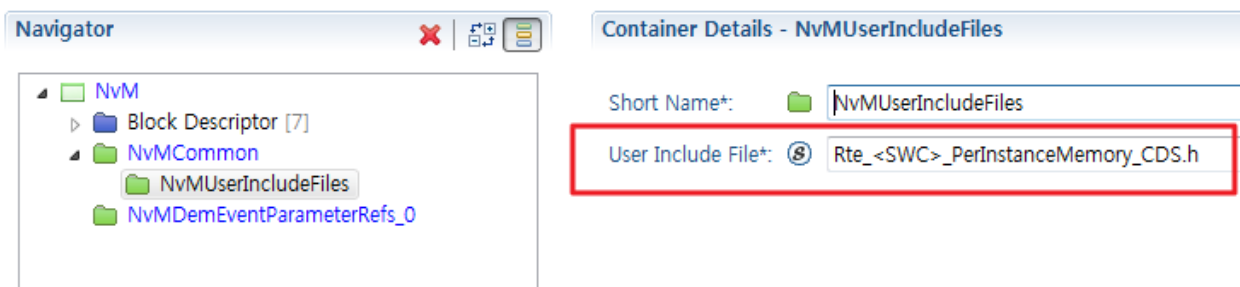 Navigator
NvM
Block Descriptor [7]
NvMCommon
NvMUserIncludeFiles
NvMDemEventParameterRefs_0
Container Details - NvMUserIncludeFiles
Short Name*: NvMUserIncludeFiles
User Include File*: S Rte_<SWC>_PerInstanceMemory_CDS.h